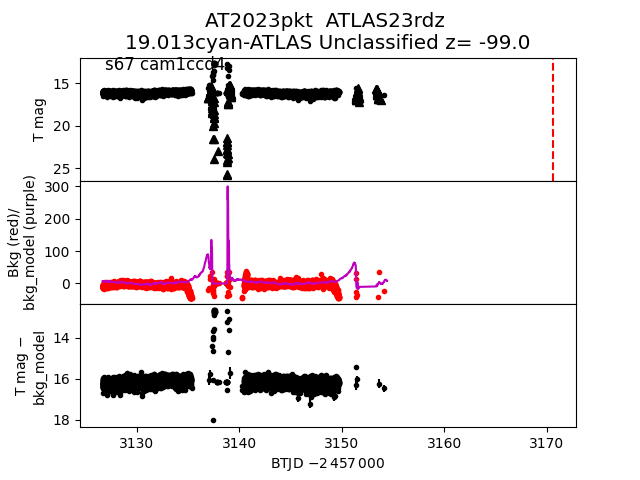 AT2023pkt  ATLAS23rdz
19.013cyan-ATLAS Unclassified z= -99.0
s67 cam1ccd4
T mag
15
20
25
Bkg (red)/
bkg_model (purple)
300
200
100
0
T mag −
bkg_model
14
16
18
3130
3140
3150
3160
3170
BTJD −2 457 000